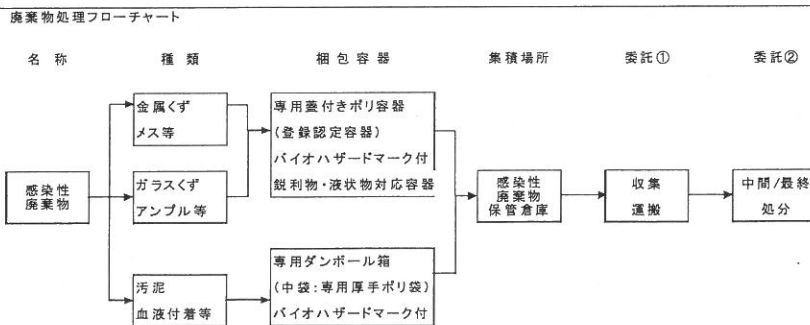 廃棄物処理フローチャート
名称 種類 梱包容器 集積場所 委託① 委託②
感染性
廃棄物
金属くず
メス等
ガラスくず
アンプル等
汚泥
血液付着等
専用蓋付きポリ容器
(登録認定容器)
バイオハザードマーク付
鋭利物・液状物対応容器
専用ダンボール箱
(中袋:専用厚手ポリ袋)
バイオハザードマーク付
感染性
廃棄物
保管倉庫
収集
運搬
中間/最終
処分